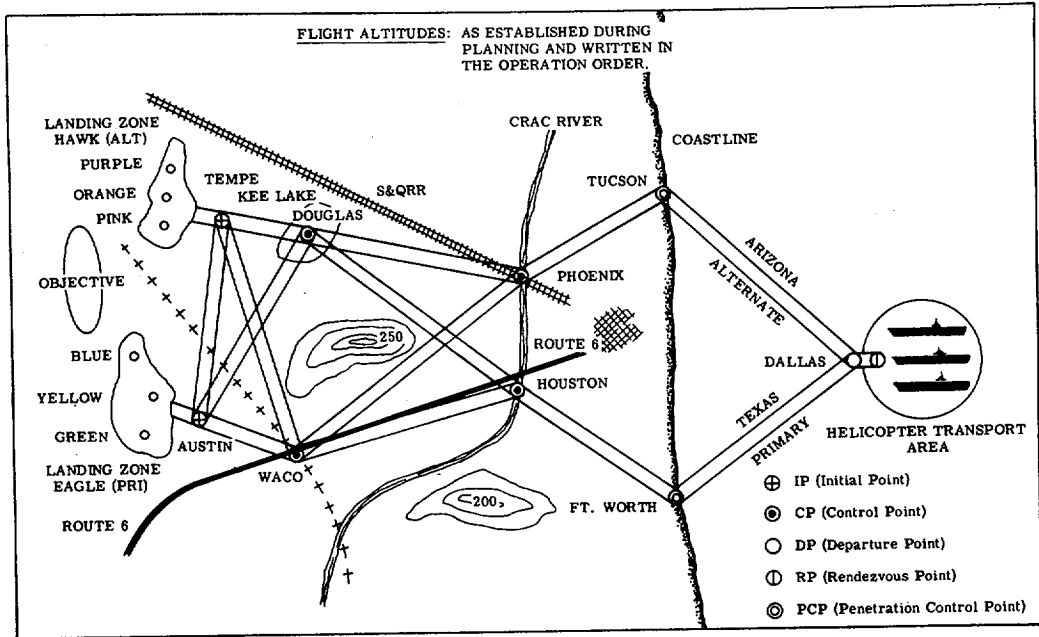 FLIGHT ALTITUDES: AS ESTABLISHED DURING
PLANNING AND WRITTEN IN
THE OPERATION ORDER.
LANDING ZONE
HAWK (ALT)
PURPLE
ORANGE
PINK
TEMPE
KEE LAKE
DOUGLAS
S&QRR
CRAC RIVER
COASTLINE
TUCSON
PHOENIX
ARIZONA
ALTERNATE
OBJECTIVE
BLUE
YELLOW
GREEN
AUSTIN
LANDING ZONE
EAGLE (PRI)
WACO
ROUTE 6
250
ROUTE 6
HOUSTON
200
FT. WORTH
TEXAS
PRIMARY
DALLAS
HELICOPTER TRANSPORT
AREA
IP (Initial Point)
CP (Control Point)
DP (Departure Point)
RP (Rendezvous Point)
PCP (Penetration Control Point)